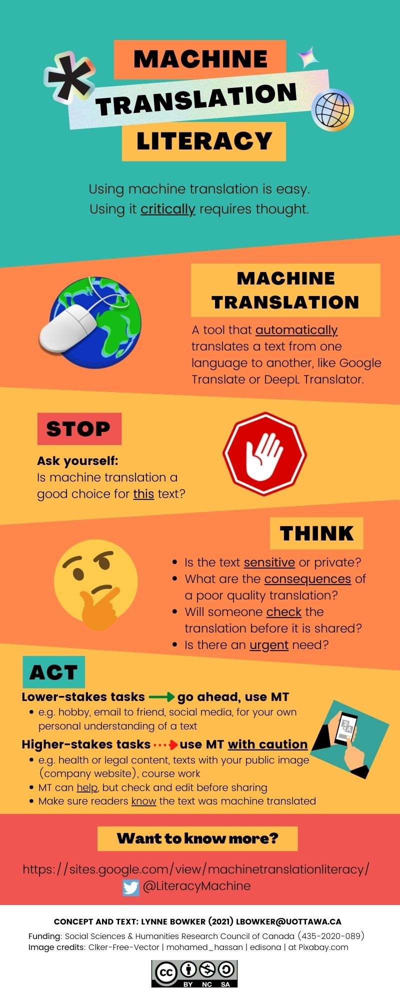 MACHINE
TRANSLATION
LITERACY
Using machine translation is easy.
Using it critically requires thought.
MACHINE
TRANSLATION
A tool that automatically
translates a text from one
language to another, like Google
Translate or DeepL Translator.
STOP
Ask yourself:
Is machine translation a
good choice for this text?
THINK
• Is the text sensitive or private?
• What are the consequences of
a poor quality translation?
• Will someone check the
translation before it is shared?
• Is there an urgent need?
ACT
Lower-stakes tasks go ahead, use MT
• e.g. hobby, email to friend, social media, for your own
personal understanding of a text
Higher-stakes tasks use MT with caution
• e.g. health or legal content, texts with your public image
(company website), course work
• MT can help, but check and edit before sharing
• Make sure readers know the text was machine translated
A
Want to know more?
https://sites.google.com/view/machinetranslationliteracy/
@LiteracyMachine
CONCEPT AND TEXT: LYNNE BOWKER (2021) LBOWKER@UOTTAWA.CA
Funding: Social Sciences & Humanities Research Council of Canada (435-2020-089)
Image credits: Clker-Free-Vector | mohamed_hassan | edisona | at Pixabay.com
cc
BY NC SA